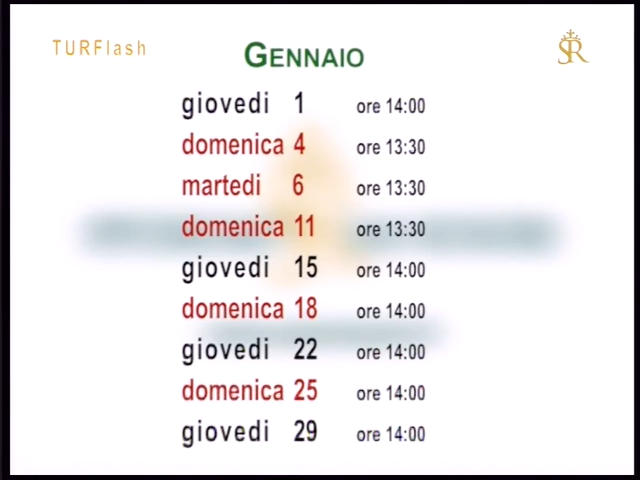 TURFlash
GENNAIO
SR
giovedi 1 ore 14:00
domenica 4 ore 13:30
martedi 6 ore 13:30
domenica 11 ore 13:30
giovedi 15 ore 14:00
domenica 18 ore 14:00
giovedi 22 ore 14:00
domenica 25 ore 14:00
giovedi 29 ore 14:00